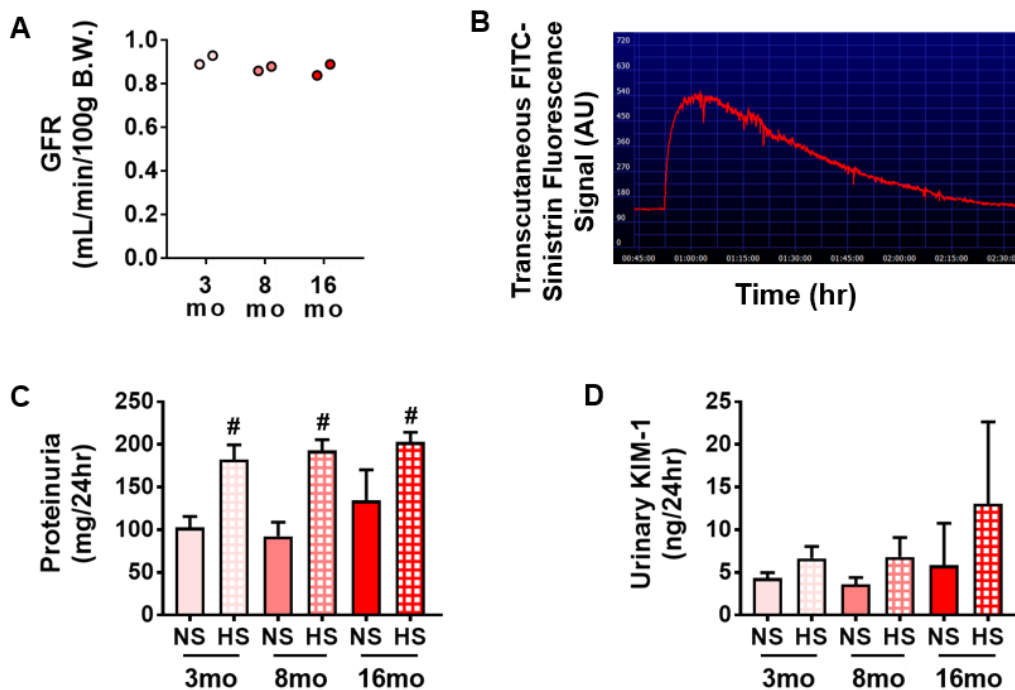 A
GFR
(mL/min/100g B.W.)
1.0
0.8
0.6
0.4
0.2
0.0
3
mo
8
mo
16
mo
B
Transcutaneous FITC-
Sinistrin Fluorescence
Signal (AU)
720
630
540
450
360
270
180
90
0
00:45:00 01:00:00 01:15:00 01:30:00 01:45:00 02:00:00 02:15:00 02:30:0
Time (hr)
C
Proteinuria
(mg/24hr)
250
200
150
100
50
0
# # #
NS HS NS HS NS HS
3mo 8mo 16mo
D
Urinary KIM-1
(ng/24hr)
25
20
15
10
5
0
NS HS NS HS NS HS
3mo 8mo 16mo